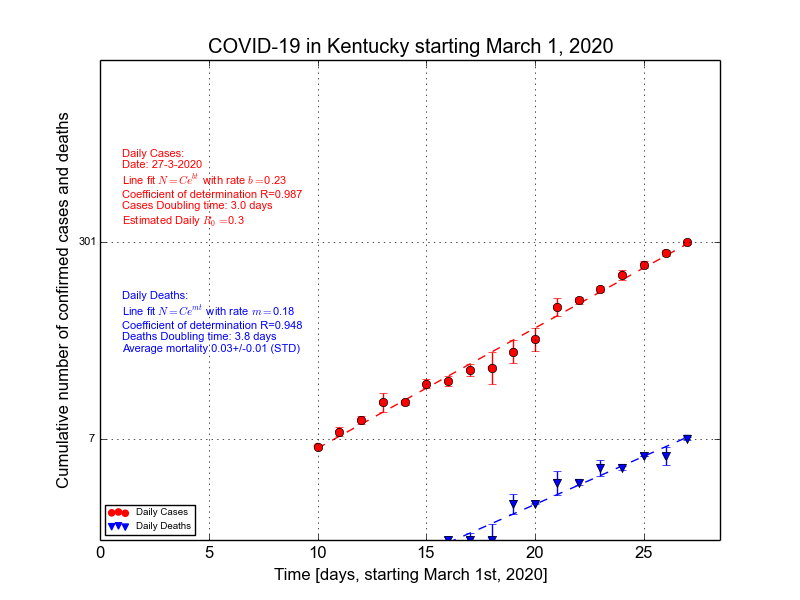 COVID-19 in Kentucky starting March 1, 2020
Cumulative number of confirmed cases and deaths
Daily Cases:
Date: 27-3-2020
Line fit N = Ce^{bt} with rate b = 0.23
Coefficient of determination R=0.987
Cases Doubling time: 3.0 days
Estimated Daily R_0 = 0.3
301
Daily Deaths:
Line fit N = Ce^{mt} with rate m = 0.18
Coefficient of determination R=0.948
Deaths Doubling time: 3.8 days
Average mortality:0.03+/-0.01 (STD)
7
Daily Cases
Daily Deaths
0 5 10 15 20 25
Time [days, starting March 1st, 2020]